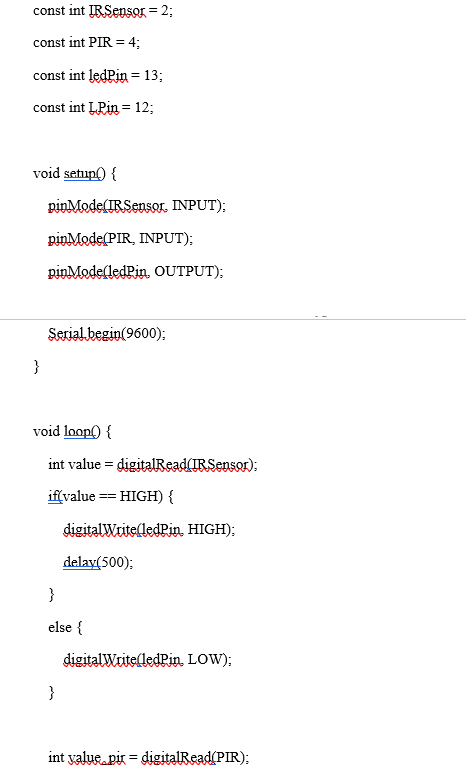 const int IRSensor = 2;
const int PIR = 4;
const int ledPin = 13;
const int LPin = 12;
void setup() {
pinMode(IRSensor, INPUT);
pinMode(PIR, INPUT);
pinMode(ledPin, OUTPUT);
Serial.begin(9600);
}
void loop() {
int value = digitalRead(IRSensor);
if(value == HIGH) {
digitalWrite(ledPin, HIGH);
delay(500);
}
else {
digitalWrite(ledPin, LOW);
}
int value_pir = digitalRead(PIR);